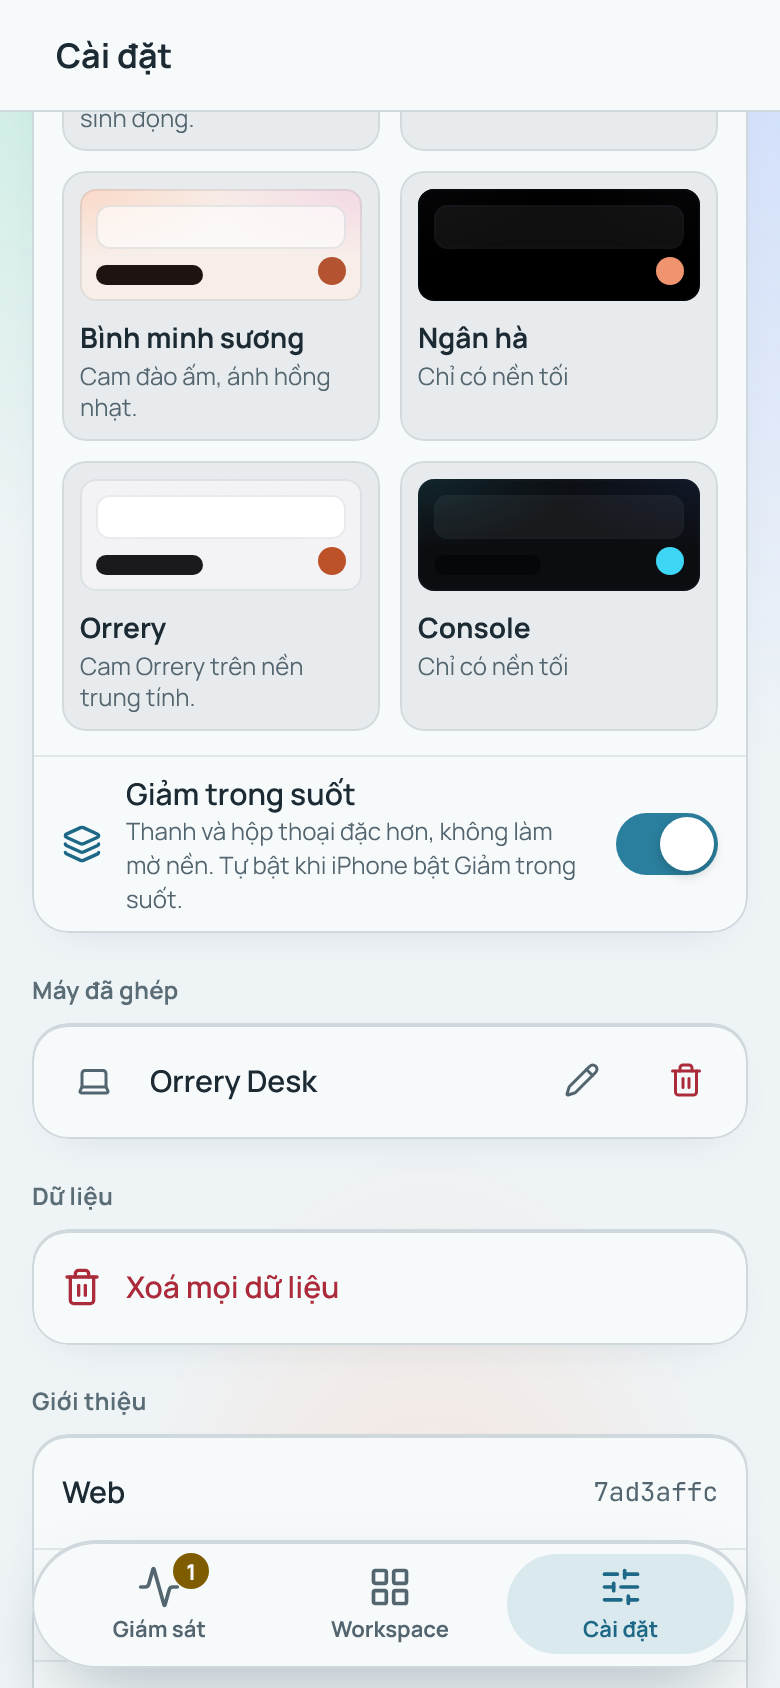 Cài đặt
sinh động.
Bình minh sương
Cam đào ấm, ánh hồng
nhạt.
Ngân hà
Chỉ có nền tối
Orrery
Cam Orrery trên nền
trung tính.
Console
Chỉ có nền tối
Giảm trong suốt
Thanh và hộp thoại đặc hơn, không làm
mờ nền. Tự bật khi iPhone bật Giảm trong
suốt.
Máy đã ghép
Orrery Desk
Dữ liệu
Xoá mọi dữ liệu
Giới thiệu
Web
7ad3affc
1
Giám sát
Workspace
Cài đặt